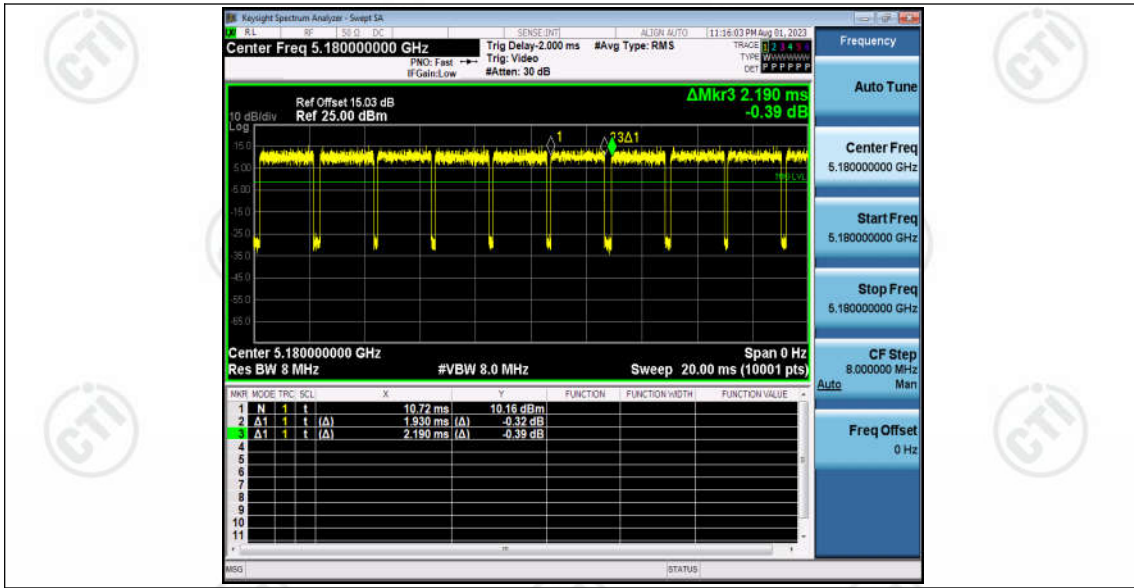 Keysight Spectrum Analyzer - Swept SA
RL RF 50 Ω DC SENSE:INT ALIGN AUTO 11:16:03 PM Aug 01, 2023
Center Freq 5.180000000 GHz
PNO: Fast
IFGain:Low
Trig Delay-2.000 ms
Trig: Video
#Atten: 30 dB
#Avg Type: RMS
TRACE 1 2 3 4 5 6
TYPE WWWWWW
DET P P P P P P
Frequency
Auto Tune
Center Freq
5.180000000 GHz
Start Freq
5.180000000 GHz
Stop Freq
5.180000000 GHz
CF Step
8.000000 MHz
Auto Man
Freq Offset
0 Hz
ΔMkr3 2.190 ms
-0.39 dB
Ref Offset 15.03 dB
10 dB/div Ref 25.00 dBm
Log
15.0
5.00
-5.00
-15.0
-25.0
-35.0
-45.0
-55.0
-65.0
1
3Δ1
TRIG LVL
Center 5.180000000 GHz Span 0 Hz
Res BW 8 MHz #VBW 8.0 MHz Sweep 20.00 ms (10001 pts)
MKR MODE TRC SCL X Y FUNCTION FUNCTION WIDTH FUNCTION VALUE
1 N 1 t 10.72 ms 10.16 dBm
2 Δ1 1 t (Δ) 1.930 ms (Δ) -0.32 dB
3 Δ1 1 t (Δ) 2.190 ms (Δ) -0.39 dB
4
5
6
7
8
9
10
11
MSG STATUS
CTI
CTI
CTI
CTI